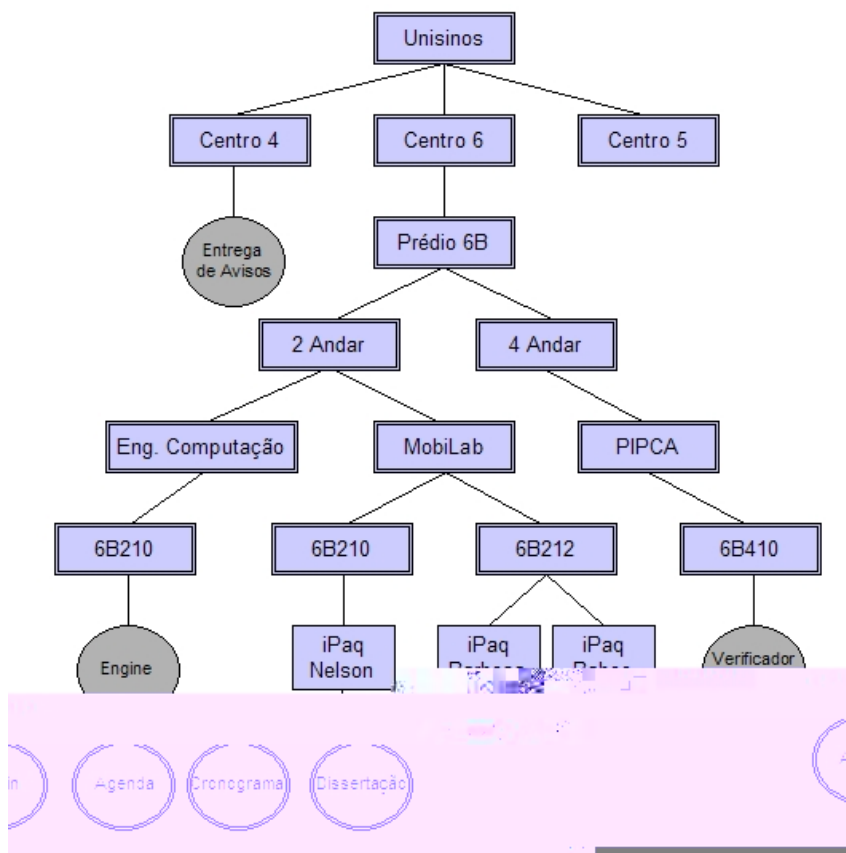 Unisinos
Centro 4
Centro 6
Centro 5
Entrega
de Avisos
Prédio 6B
2 Andar
4 Andar
Eng. Computação
MobiLab
PIPCA
6B210
6B210
6B212
6B410
Engine
iPaq
Nelson
iPaq
iPaq
Verificador
Agenda
Cronograma
Dissertação